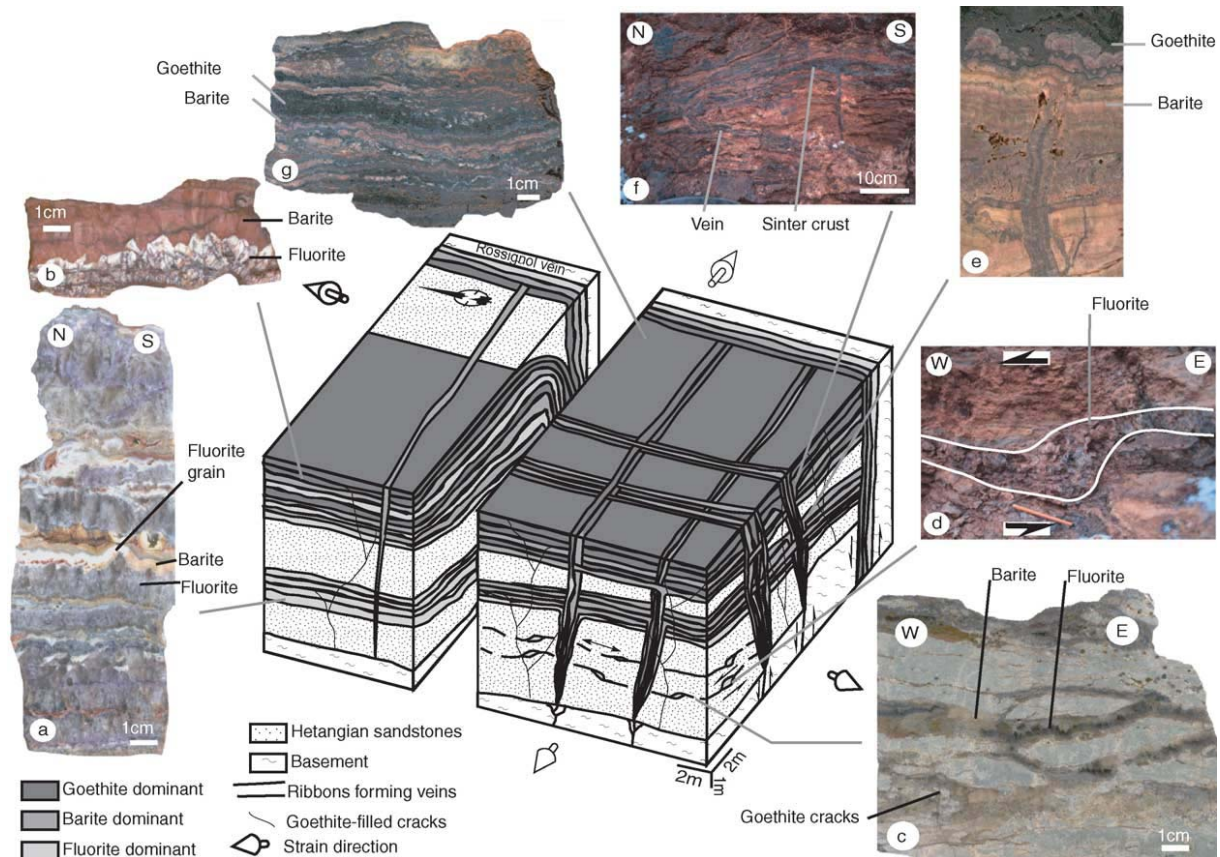 Goethite
Barite
g
1cm
N
S
10cm
f
Vein
Sinter crust
Goethite
Barite
e
1cm
Barite
Fluorite
b
Rossignol vein
N
S
Fluorite
grain
Barite
Fluorite
a
1cm
Fluorite
W
E
d
Barite
Fluorite
W
E
Goethite cracks
c
1cm
2m
2m
1m
Hetangian sandstones
Basement
Ribbons forming veins
Goethite-filled cracks
Strain direction
Goethite dominant
Barite dominant
Fluorite dominant